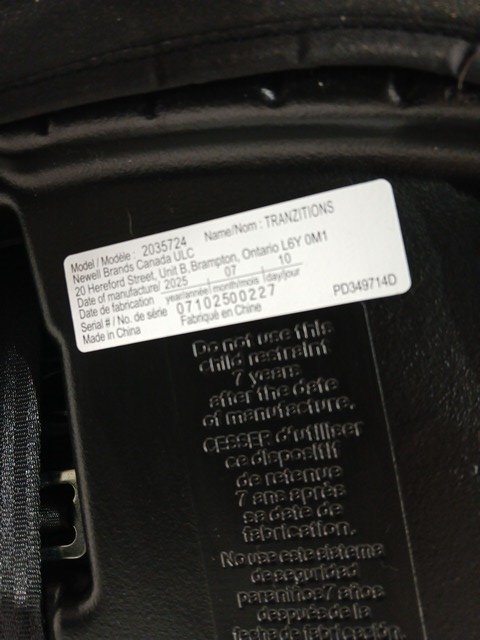 Model / Modèle : 2035724 Name/Nom : TRANZITIONS
Newell Brands Canada ULC
20 Hereford Street, Unit B, Brampton, Ontario L6Y 0M1
Date of manufacture 2025 07 10
Date de fabrication year/année month/mois day/jour
Serial # / No. de série 07102500227
Made in China Fabriqué en Chine PD349714D
Do not use this
child restraint
7 years
after the date
of manufacture.
CESSER d'utiliser
ce dispositif
de retenue
7 ans après
sa date de
fabrication.
No use este sistema
de seguridad
para niños 7 años
después de la
fecha de fabricación